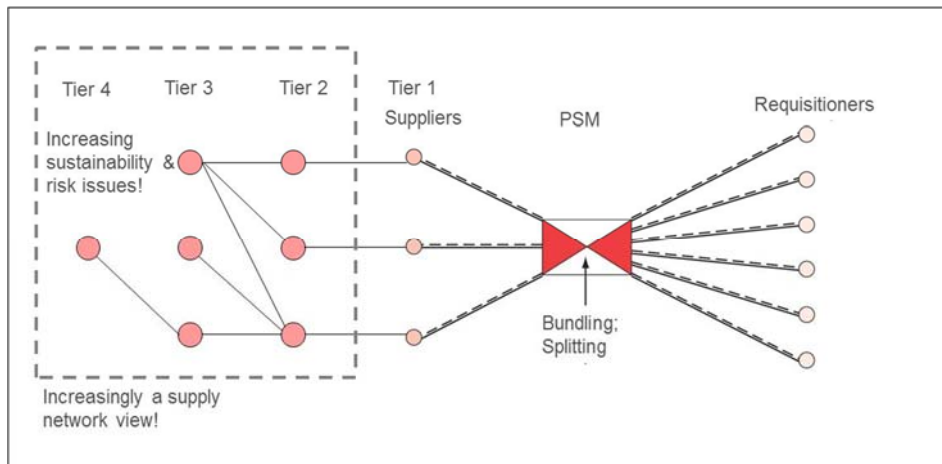 Tier 4
Tier 3
Tier 2
Tier 1
Suppliers
PSM
Requisitioners
Increasing
sustainability &
risk issues!
Bundling;
Splitting
Increasingly a supply
network view!